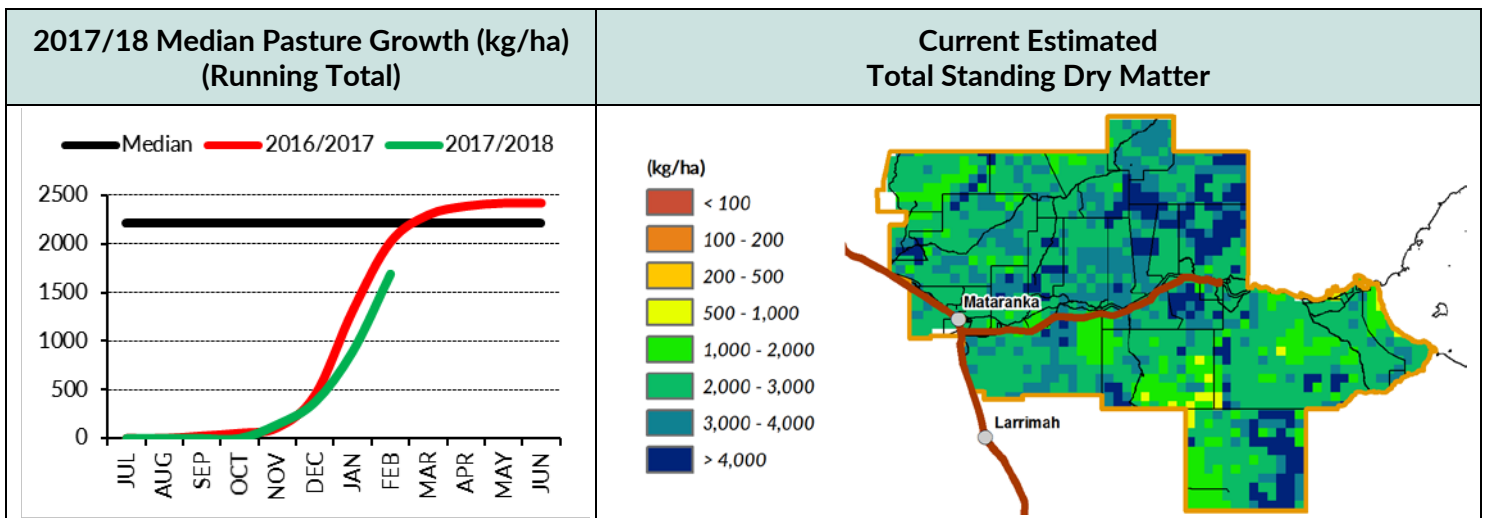 2017/18 Median Pasture Growth (kg/ha)
(Running Total)
Current Estimated
Total Standing Dry Matter
Median 2016/2017 2017/2018
2500
2000
1500
1000
500
0
JUL
AUG
SEP
OCT
NOV
DEC
JAN
FEB
MAR
APR
MAY
JUN
(kg/ha)
< 100
100 - 200
200 - 500
500 - 1,000
1,000 - 2,000
2,000 - 3,000
3,000 - 4,000
> 4,000
Mataranka
Larrimah